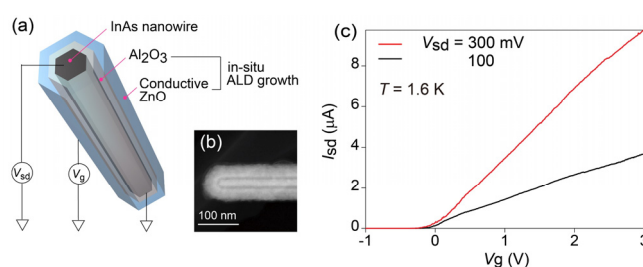 (a)
InAs nanowire
Al2O3
Conductive
ZnO
in-situ
ALD growth
Vsd
Vg
(b)
100 nm
(c)
Vsd = 300 mV
100
T = 1.6 K
Isd (μA)
8
6
4
2
0
-1
0
1
2
3
Vg (V)